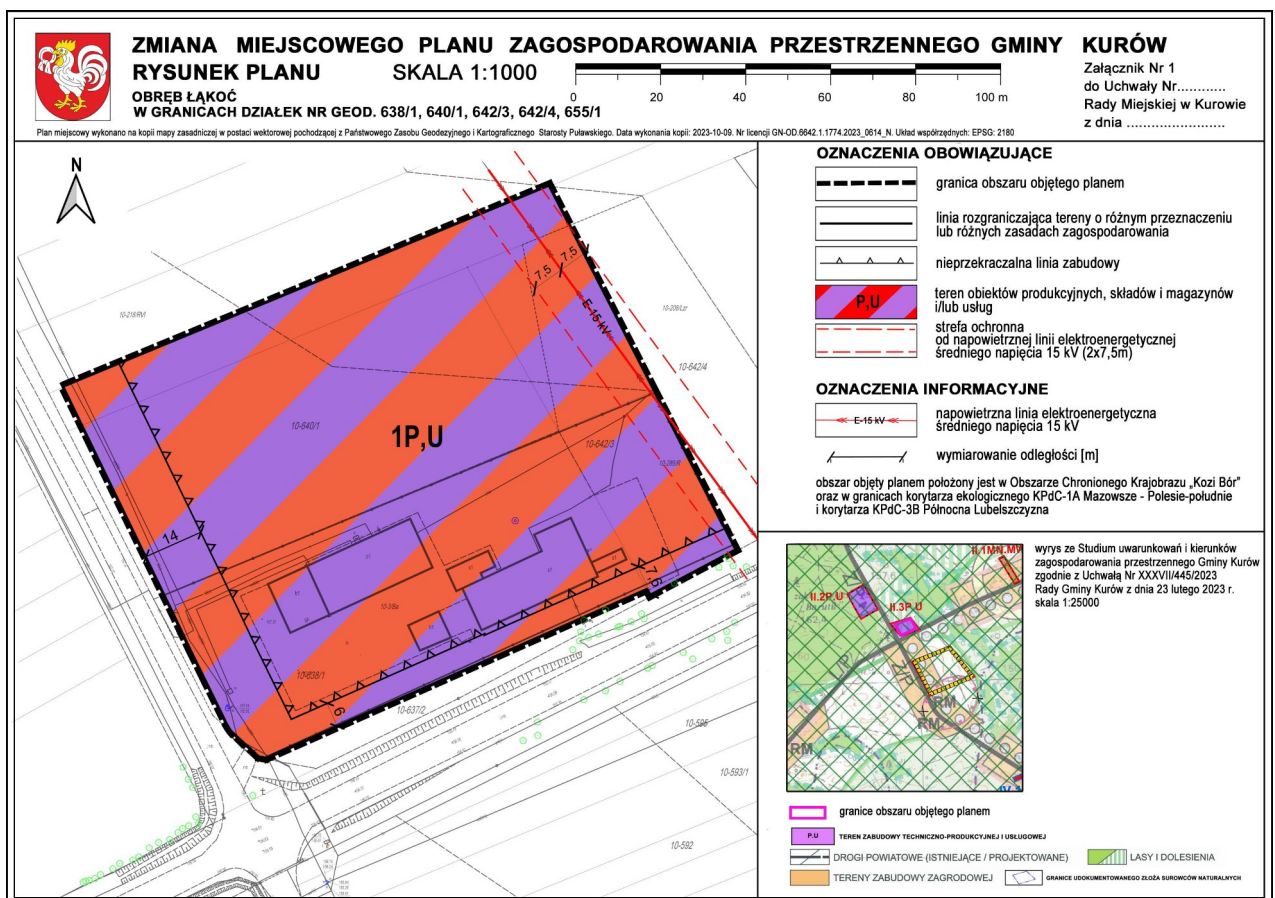 ZMIANA MIEJSCOWEGO PLANU ZAGOSPODAROWANIA PRZESTRZENNEGO GMINY KURÓW
RYSUNEK PLANU SKALA 1:1000
OBRĘB ŁĄKOĆ
W GRANICACH DZIAŁEK NR GEOD. 638/1, 640/1, 642/3, 642/4, 655/1
0 20 40 60 80 100 m
Załącznik Nr 1
do Uchwały Nr............
Rady Miejskiej w Kurowie
z dnia ........................
Plan miejscowy wykonano na kopii mapy zasadniczej w postaci wektorowej pochodzącej z Państwowego Zasobu Geodezyjnego i Kartograficznego Starosty Puławskiego. Data wykonania kopii: 2023-10-09. Nr licencji GN-OD.6642.1.1774.2023_0614_N. Układ współrzędnych: EPSG: 2180
N
7,5
7,5
E-15 kV
10-218/RVI
10-208/Lzr
10-642/4
10-640/1
1P,U
10-642/3
14
7,6
10-638/1
6
10-637/2
10-595
10-593/1
10-592
OZNACZENIA OBOWIĄZUJĄCE
granica obszaru objętego planem
linia rozgraniczająca tereny o różnym przeznaczeniu
lub różnych zasadach zagospodarowania
nieprzekraczalna linia zabudowy
P,U
teren obiektów produkcyjnych, składów i magazynów
i/lub usług
strefa ochronna
od napowietrznej linii elektroenergetycznej
średniego napięcia 15 kV (2x7,5m)
OZNACZENIA INFORMACYJNE
E-15 kV
napowietrzna linia elektroenergetyczna
średniego napięcia 15 kV
wymiarowanie odległości [m]
obszar objęty planem położony jest w Obszarze Chronionego Krajobrazu „Kozi Bór"
oraz w granicach korytarza ekologicznego KPdC-1A Mazowsze - Polesie-południe
i korytarza KPdC-3B Północna Lubelszczyzna
II.1MN.MW
II.2P.U
II.3P U
Z/P
RM
RM
RM
wyrys ze Studium uwarunkowań i kierunków
zagospodarowania przestrzennego Gminy Kurów
zgodnie z Uchwałą Nr XXXVII/445/2023
Rady Gminy Kurów z dnia 23 lutego 2023 r.
skala 1:25000
granice obszaru objętego planem
P.U
TEREN ZABUDOWY TECHNICZNO-PRODUKCYJNEJ I USŁUGOWEJ
DROGI POWIATOWE (ISTNIEJĄCE / PROJEKTOWANE)
LASY I DOLESIENIA
TERENY ZABUDOWY ZAGRODOWEJ
GRANICE UDOKUMENTOWANEGO ZŁOŻA SUROWCÓW NATURALNYCH